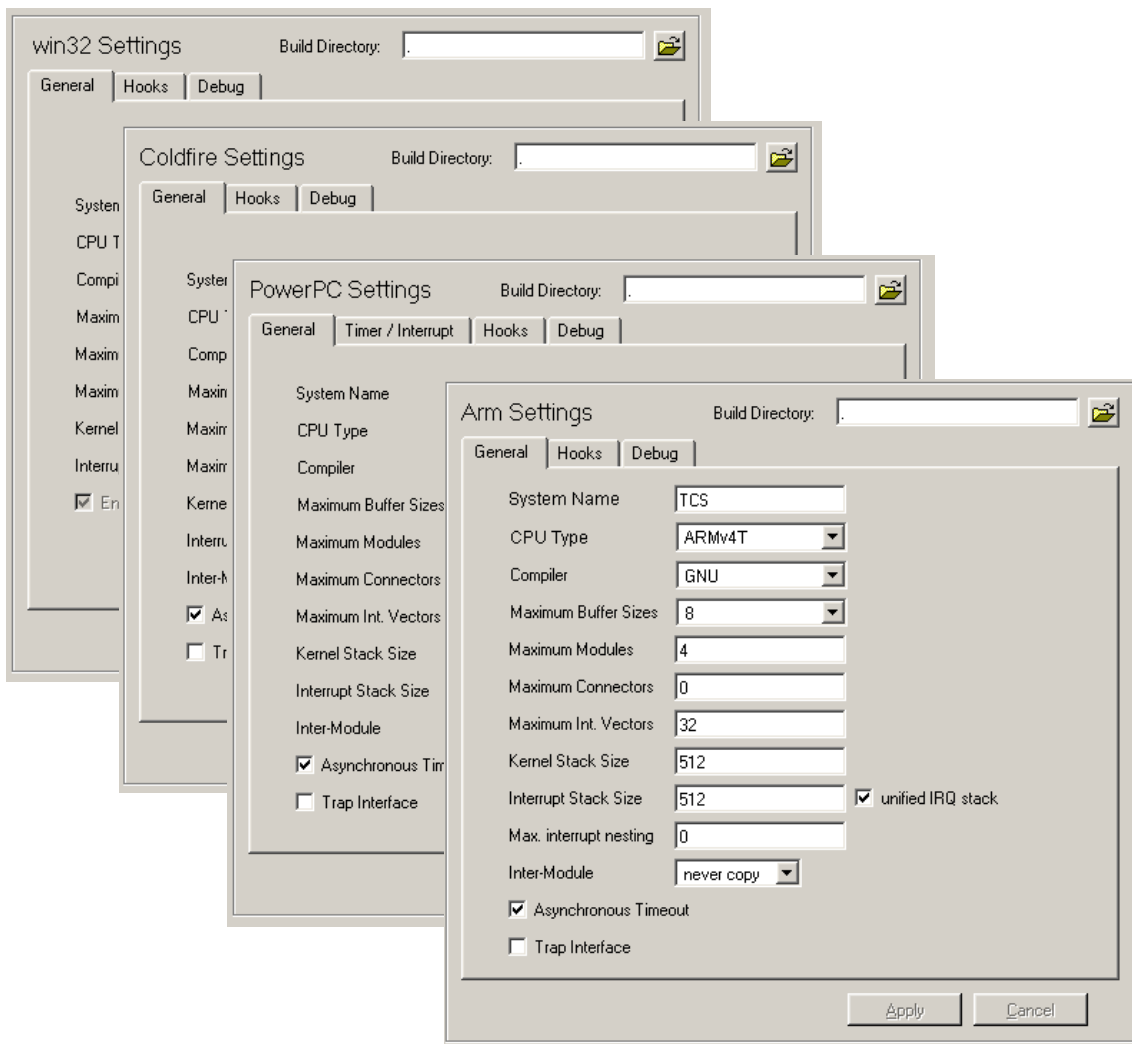 win32 Settings Build Directory: .
General Hooks Debug
Coldfire Settings Build Directory: .
General Hooks Debug
PowerPC Settings Build Directory: .
General Timer / Interrupt Hooks Debug
System Name
CPU Type
Compiler
Maximum Buffer Sizes
Maximum Modules
Maximum Connectors
Maximum Int. Vectors
Kernel Stack Size
Interrupt Stack Size
Inter-Module
Asynchronous Tim
Trap Interface
Arm Settings Build Directory: .
General Hooks Debug
System Name TCS
CPU Type ARMv4T
Compiler GNU
Maximum Buffer Sizes 8
Maximum Modules 4
Maximum Connectors 0
Maximum Int. Vectors 32
Kernel Stack Size 512
Interrupt Stack Size 512 unified IRQ stack
Max. interrupt nesting 0
Inter-Module never copy
Asynchronous Timeout
Trap Interface
Apply Cancel